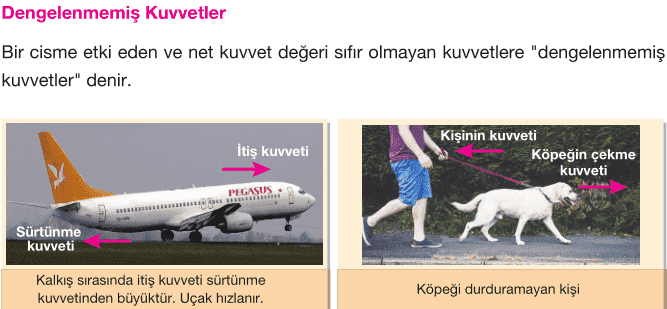 Dengelenmemiş Kuvvetler
Bir cisme etki eden ve net kuvvet değeri sıfır olmayan kuvvetlere "dengelenmemiş
kuvvetler" denir.
İtiş kuvveti
PEGASUS
Sürtünme
kuvveti
Kalkış sırasında itiş kuvveti sürtünme
kuvvetinden büyüktür. Uçak hızlanır.
Kişinin kuvveti
Köpeğin çekme
kuvveti
Köpeği durduramayan kişi